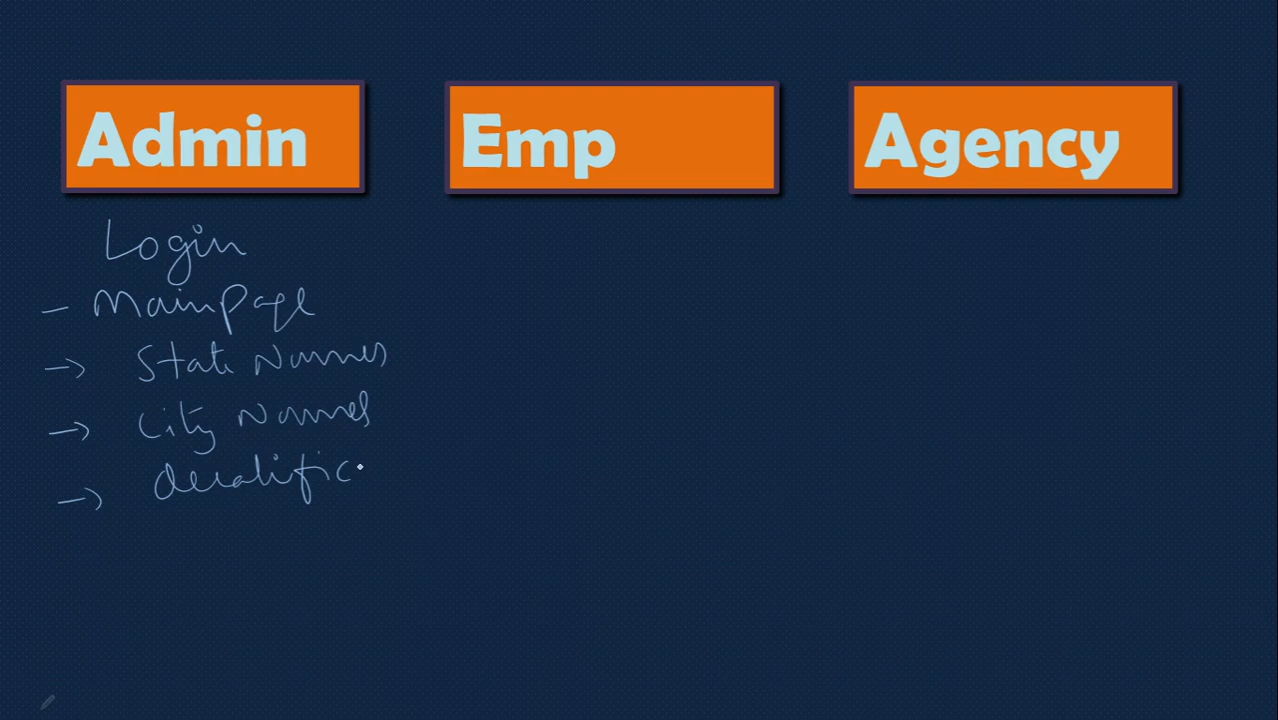 Admin
Emp
Agency
Login
- MainPage
→ State Names
→ City Names
→ Qualific